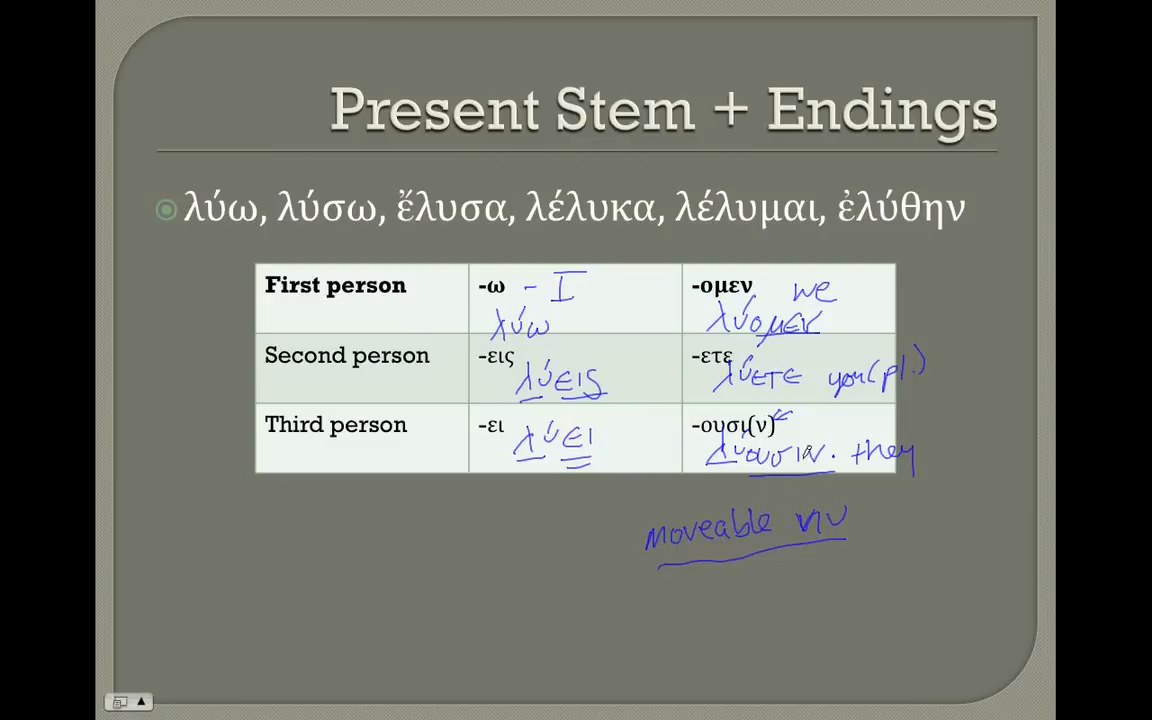 Present Stem + Endings
λύω, λύσω, ἔλυσα, λέλυκα, λέλυμαι, ἐλύθην
First person -ω - I -ομεν we
λύω λύομεν
Second person -εις -ετε
λύεις λύετε you(pl.)
Third person -ει -ουσι(ν)
λύει λύουσιν. they
moveable νυ